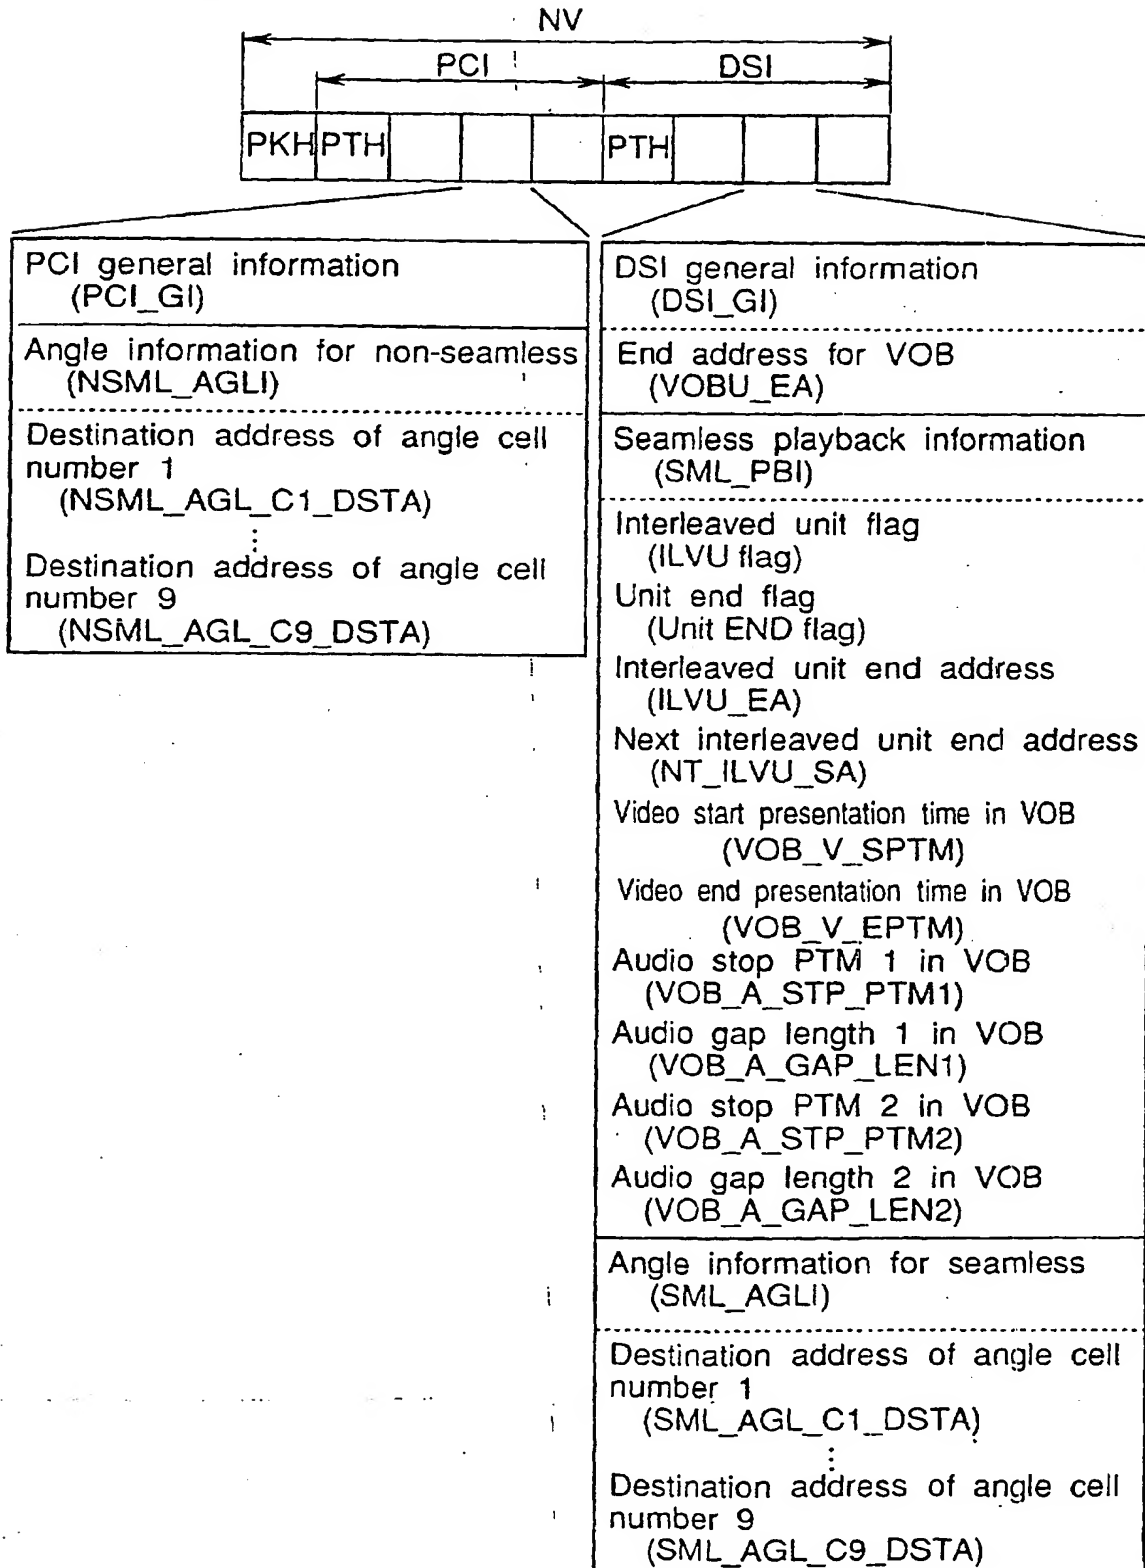 NV
PCI DSI
PKH PTH PTH
PCI general information
(PCI_GI)
Angle information for non-seamless
(NSML_AGLI)
Destination address of angle cell
number 1
(NSML_AGL_C1_DSTA)
⋮
Destination address of angle cell
number 9
(NSML_AGL_C9_DSTA)
DSI general information
(DSI_GI)
End address for VOB
(VOBU_EA)
Seamless playback information
(SML_PBI)
Interleaved unit flag
(ILVU flag)
Unit end flag
(Unit END flag)
Interleaved unit end address
(ILVU_EA)
Next interleaved unit end address
(NT_ILVU_SA)
Video start presentation time in VOB
(VOB_V_SPTM)
Video end presentation time in VOB
(VOB_V_EPTM)
Audio stop PTM 1 in VOB
(VOB_A_STP_PTM1)
Audio gap length 1 in VOB
(VOB_A_GAP_LEN1)
Audio stop PTM 2 in VOB
(VOB_A_STP_PTM2)
Audio gap length 2 in VOB
(VOB_A_GAP_LEN2)
Angle information for seamless
(SML_AGLI)
Destination address of angle cell
number 1
(SML_AGL_C1_DSTA)
⋮
Destination address of angle cell
number 9
(SML_AGL_C9_DSTA)